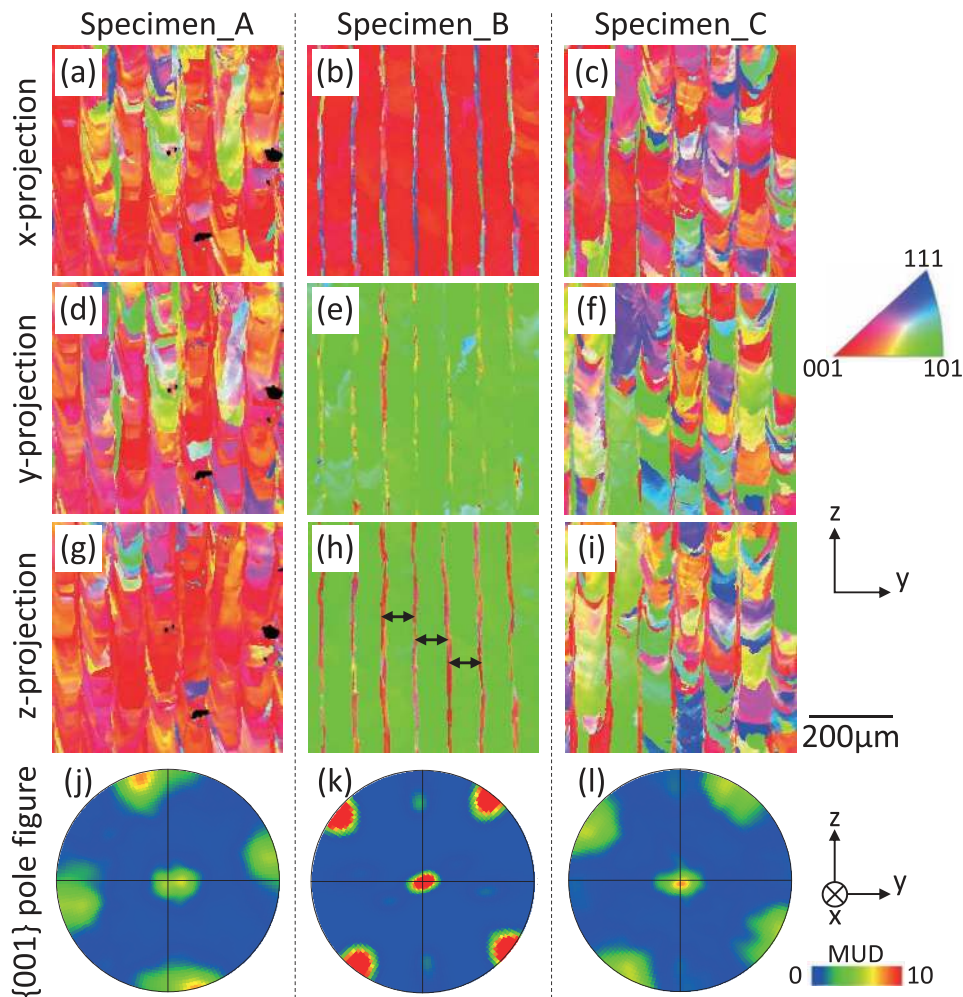 Specimen_A Specimen_B Specimen_C
x-projection
(a) (b) (c)
111
001 101
y-projection
(d) (e) (f)
z-projection
(g) (h) (i)
z
y
200μm
{001} pole figure
(j) (k) (l)
z
y
x
MUD
0 10